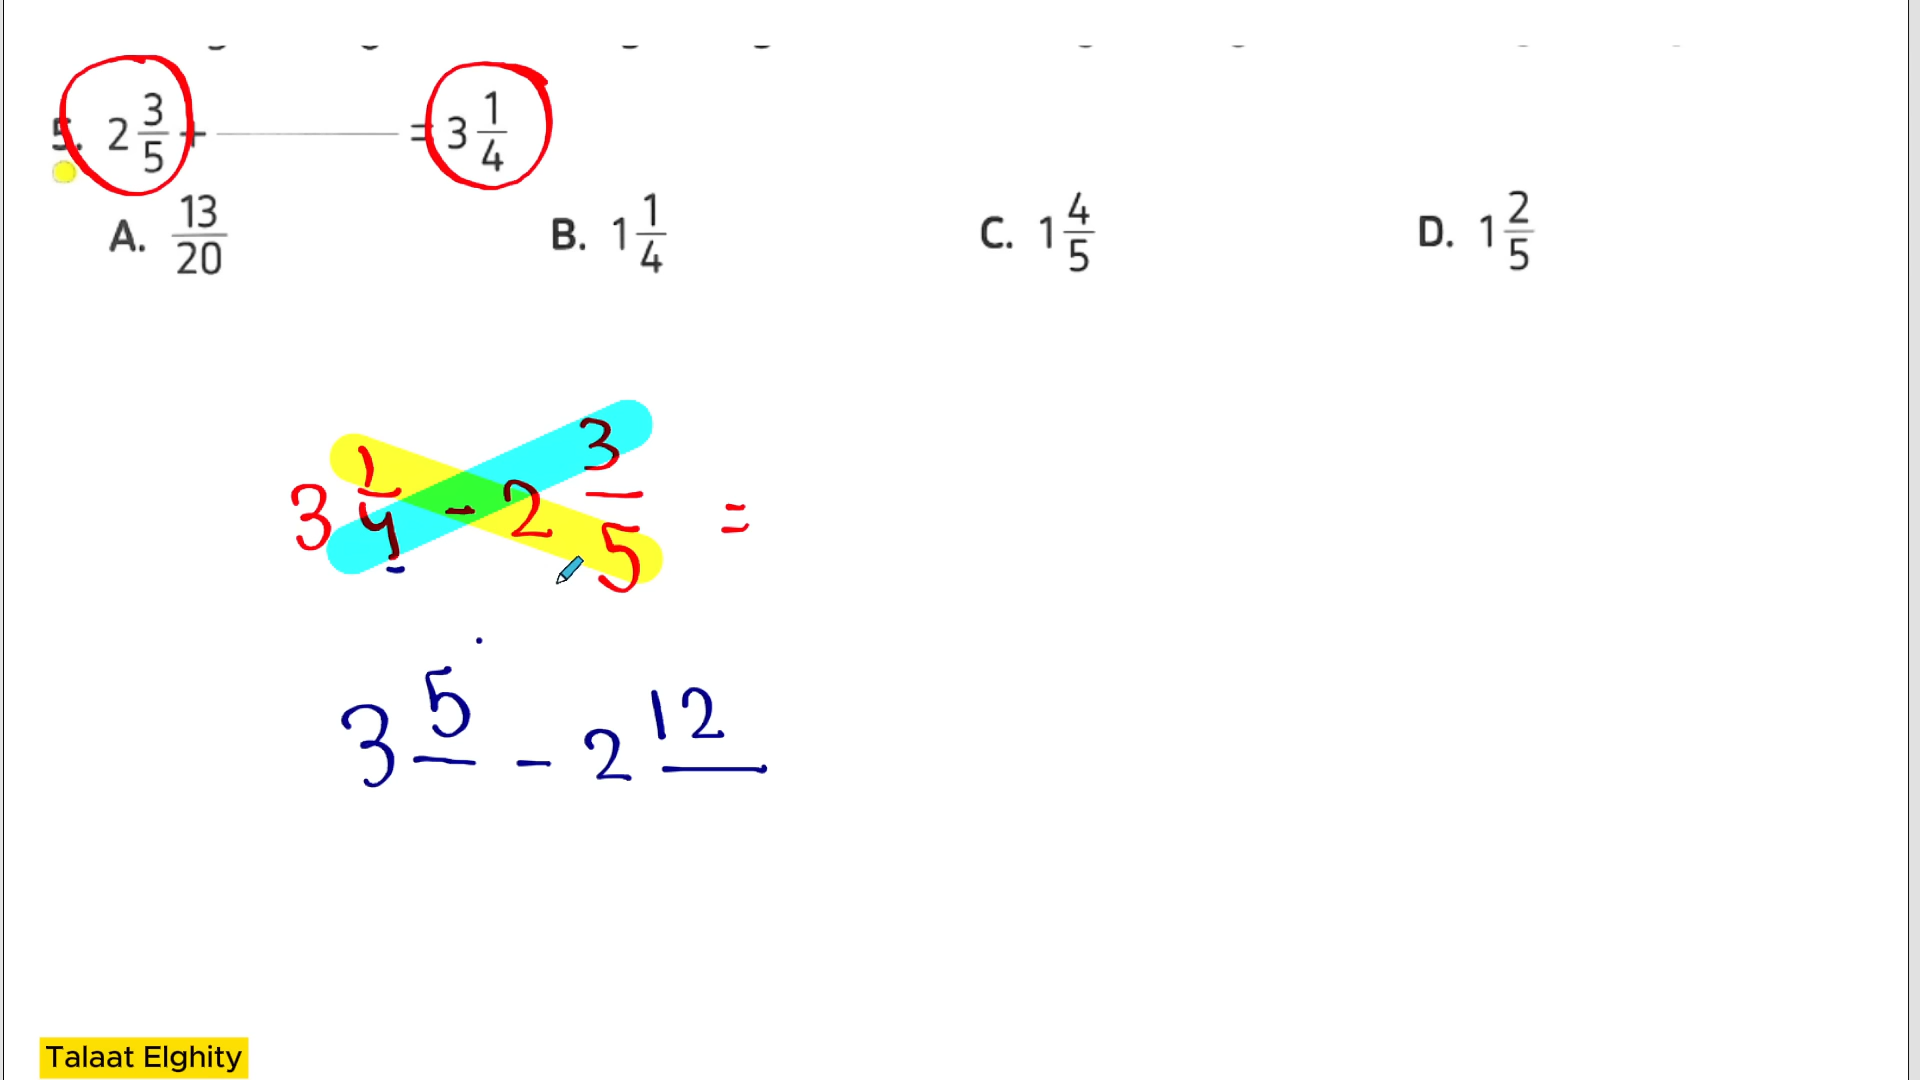 5. 2 3/5 + ________ = 3 1/4
A. 13/20 B. 1 1/4 C. 1 4/5 D. 1 2/5
3 1/4 - 2 3/5 =
3 5/ - 2 12/
Talaat Elghity